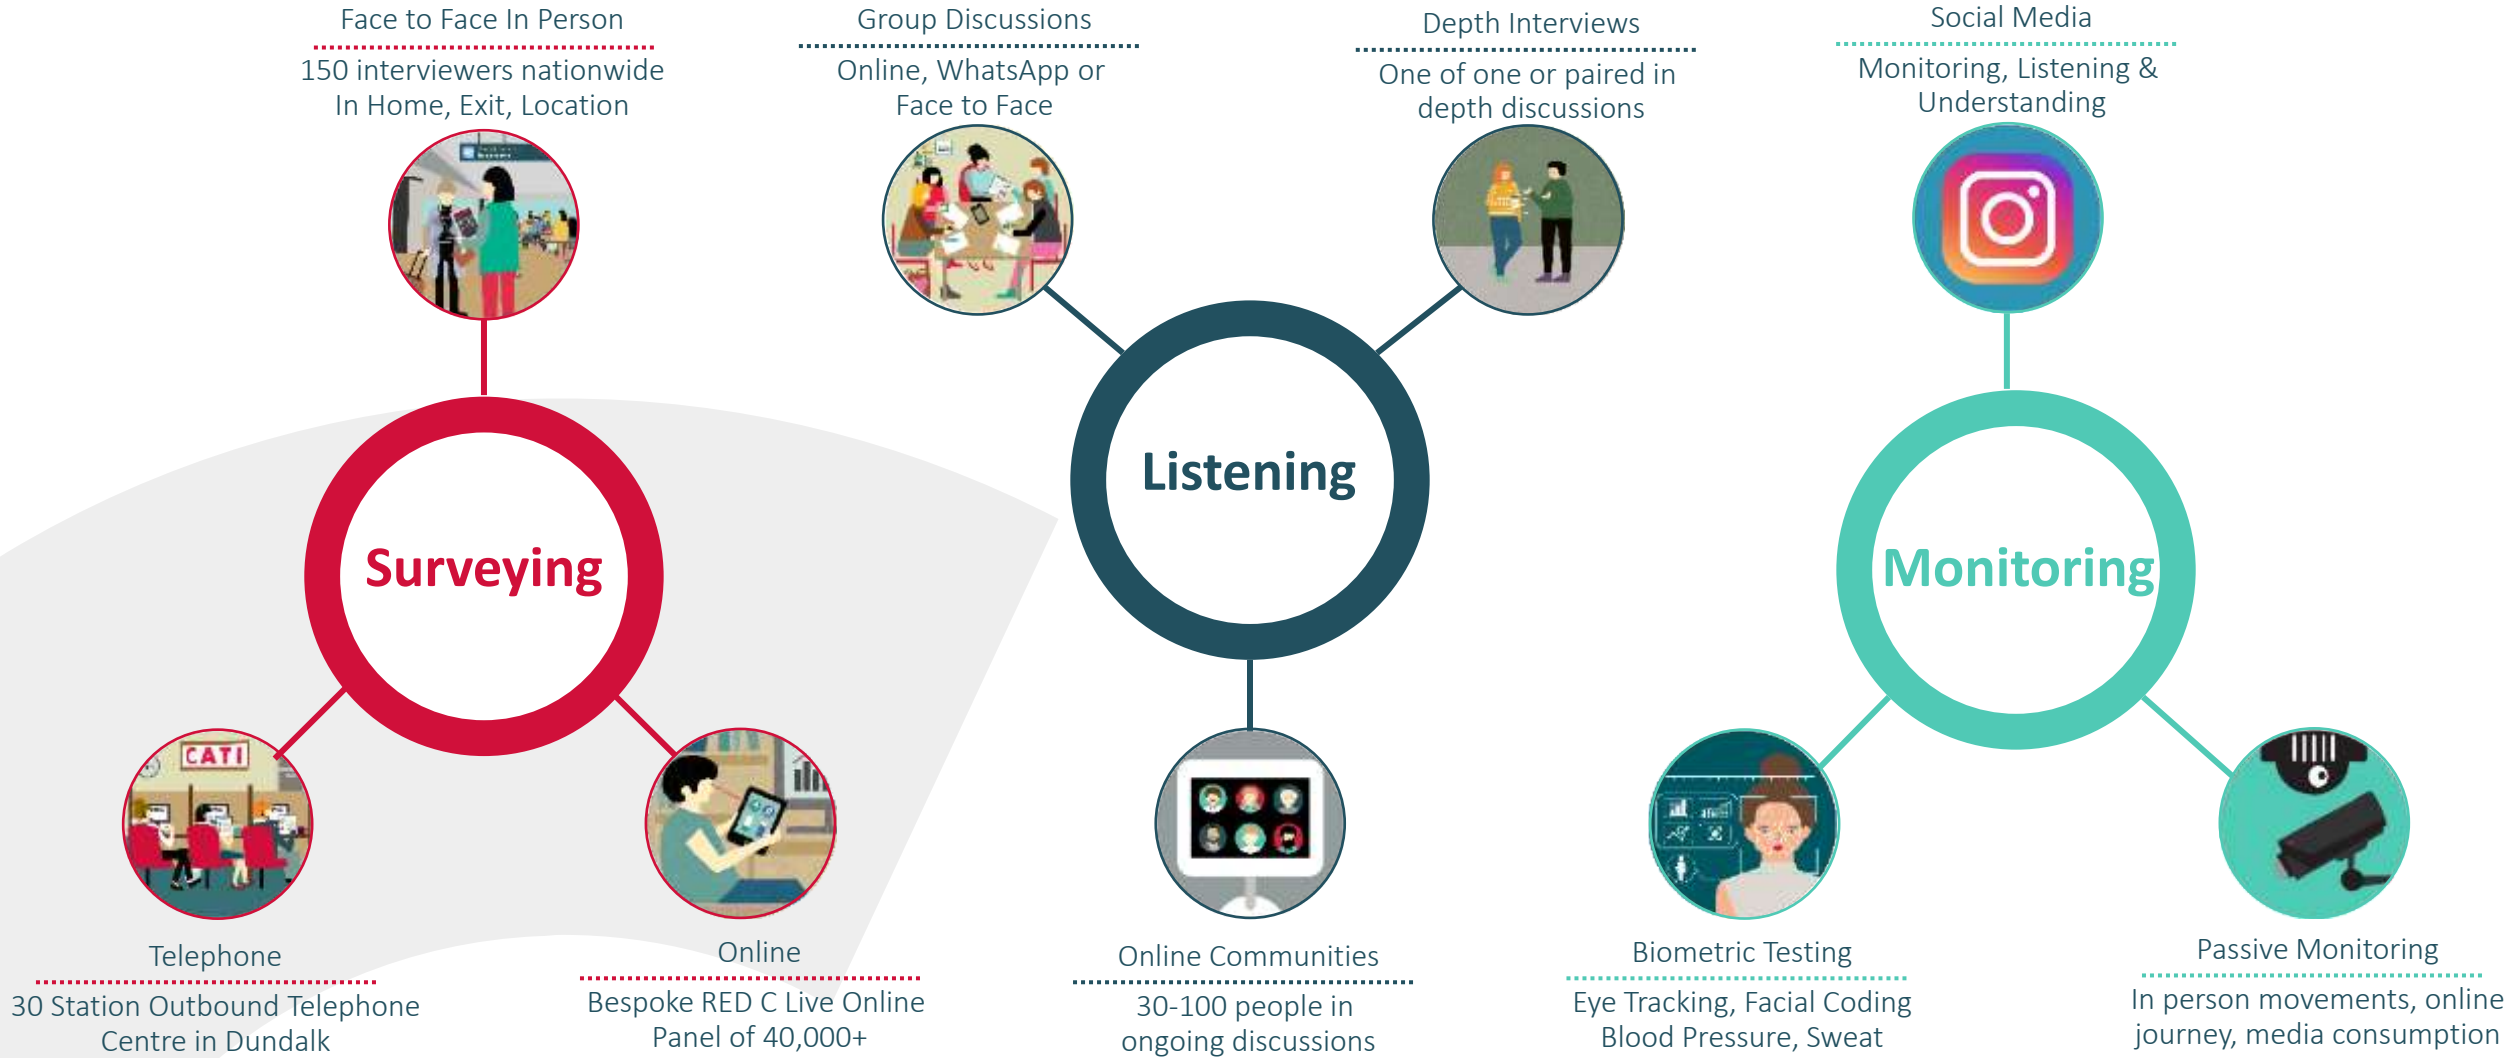 Face to Face In Person
150 interviewers nationwide
In Home, Exit, Location
Group Discussions
Online, WhatsApp or
Face to Face
Depth Interviews
One of one or paired in
depth discussions
Social Media
Monitoring, Listening &
Understanding
Surveying
Listening
Monitoring
CATI
Telephone
30 Station Outbound Telephone
Centre in Dundalk
Online
Bespoke RED C Live Online
Panel of 40,000+
Online Communities
30-100 people in
ongoing discussions
Biometric Testing
Eye Tracking, Facial Coding
Blood Pressure, Sweat
Passive Monitoring
In person movements, online
journey, media consumption